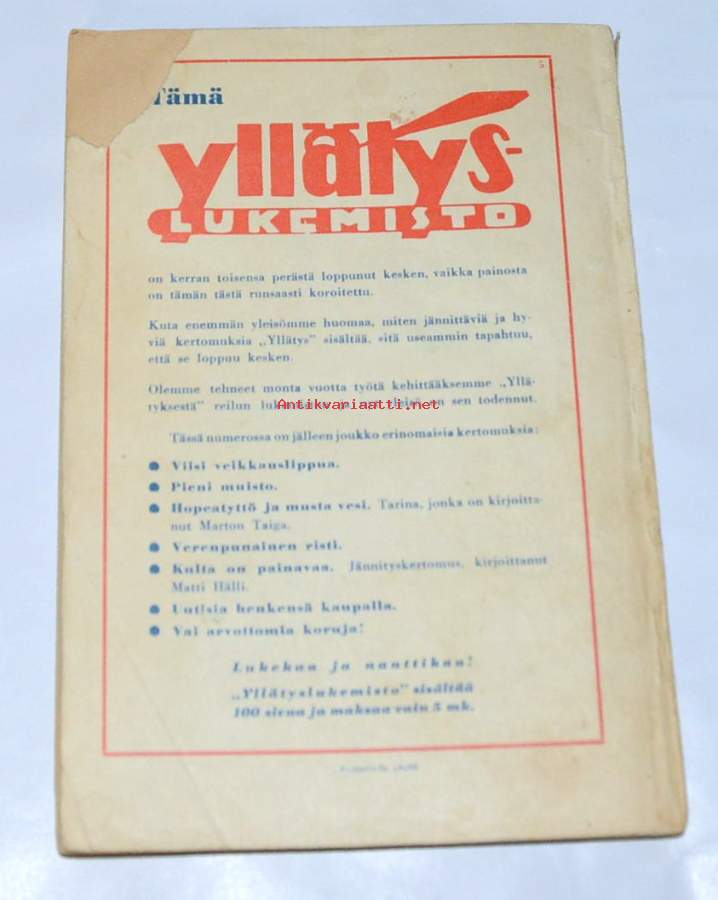 Tämä
yllätys-
LUKEMISTO
on kerran toisensa perästä loppunut kesken, vaikka painosta
on tämän tästä runsaasti koroitettu.
Kuta enemmän yleisömme huomaa, miten jännittäviä ja hy-
viä kertomuksia „Yllätys" sisältää, sitä useammin tapahtuu,
että se loppuu kesken.
Olemme tehneet monta vuotta työtä kehittääksemme „Yllä-
tyksestä" reilun sen todennut.
Antikvariaatti.net
Tässä numerossa on jälleen joukko erinomaisia kertomuksia:
● Viisi veikkauslippua.
● Pieni muisto.
● Hopeatyttö ja musta vesi. Tarina, jonka on kirjoitta-
nut Marton Taiga.
● Verenpunainen risti.
● Kulta on painavaa. Jännityskertomus, kirjoittanut
Matti Hälli.
● Uutisia henkensä kaupalla.
● Vai arvottomia koruja!
Lukekaa ja nauttikaa!
„Yllätyslukemisto" sisältää
100 sivua ja maksaa vain 5 mk.